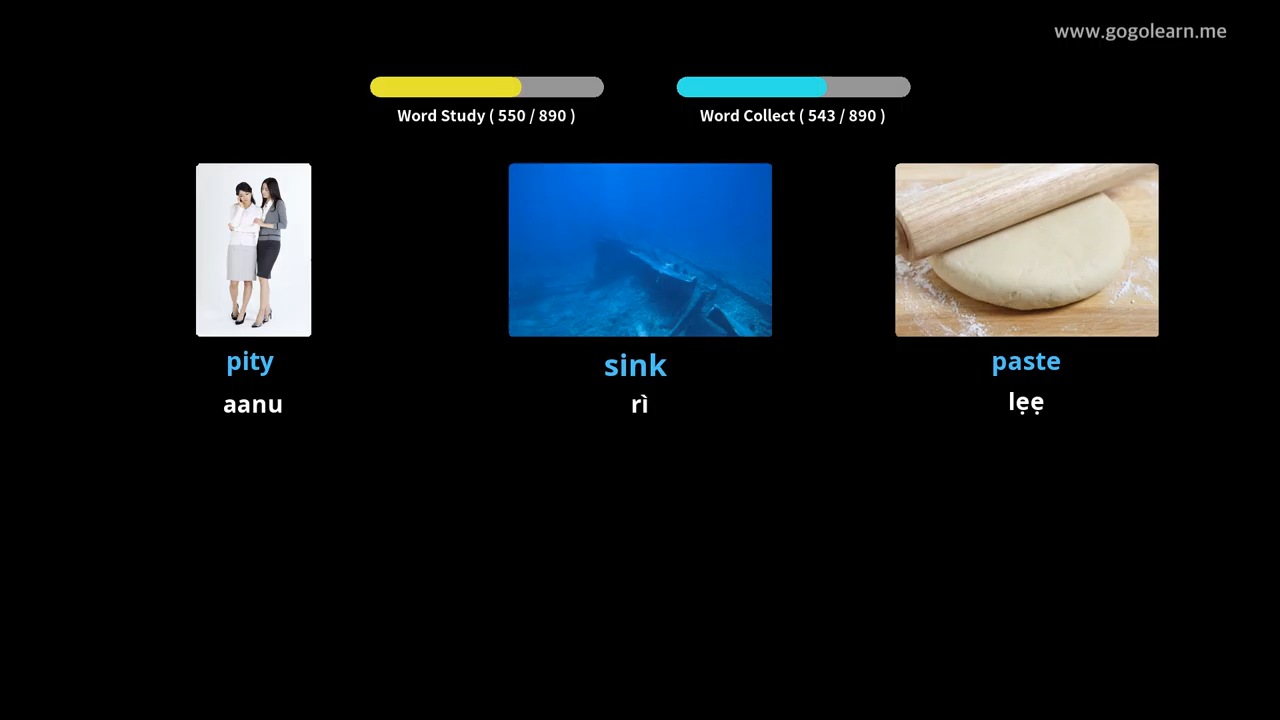 www.gogolearn.me
Word Study ( 550 / 890 )
Word Collect ( 543 / 890 )
pity
sink
paste
aanu
rì
lẹẹ